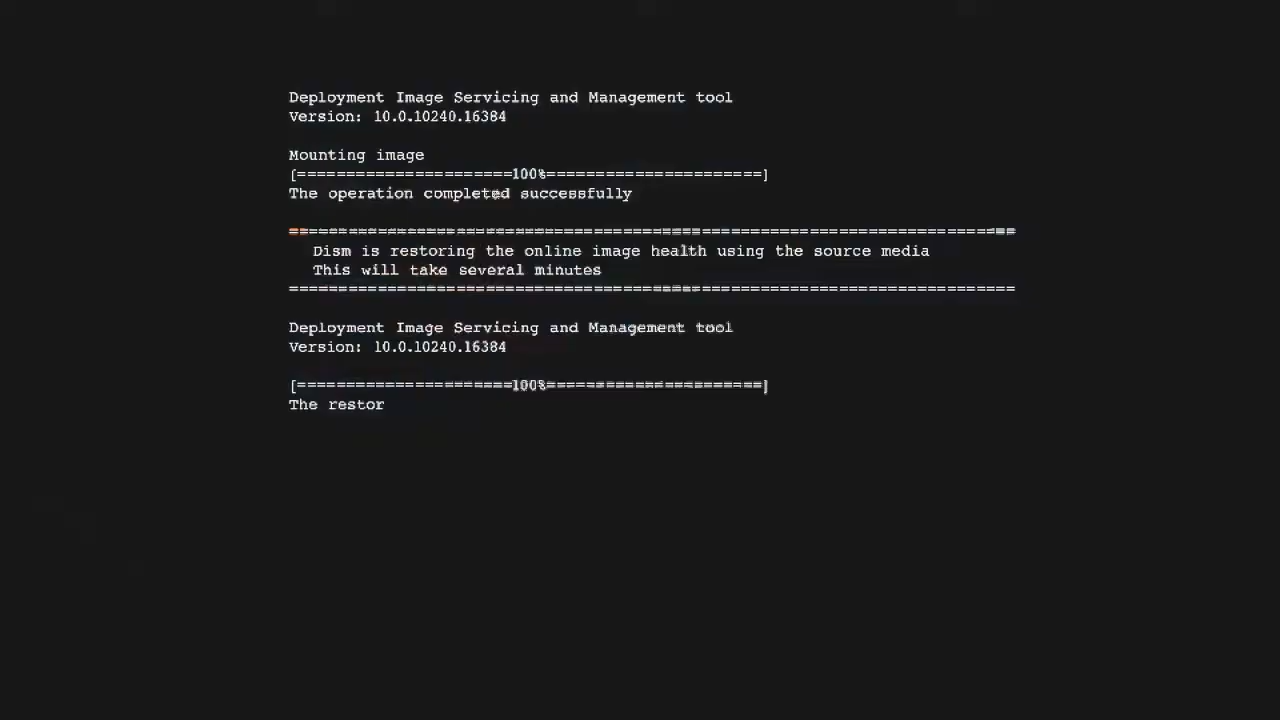 Deployment Image Servicing and Management tool
Version: 10.0.10240.16384
Mounting image
[======================100%======================]
The operation completed successfully
===========================================================================
Dism is restoring the online image health using the source media
This will take several minutes
===========================================================================
Deployment Image Servicing and Management tool
Version: 10.0.10240.16384
[======================100%======================]
The restor